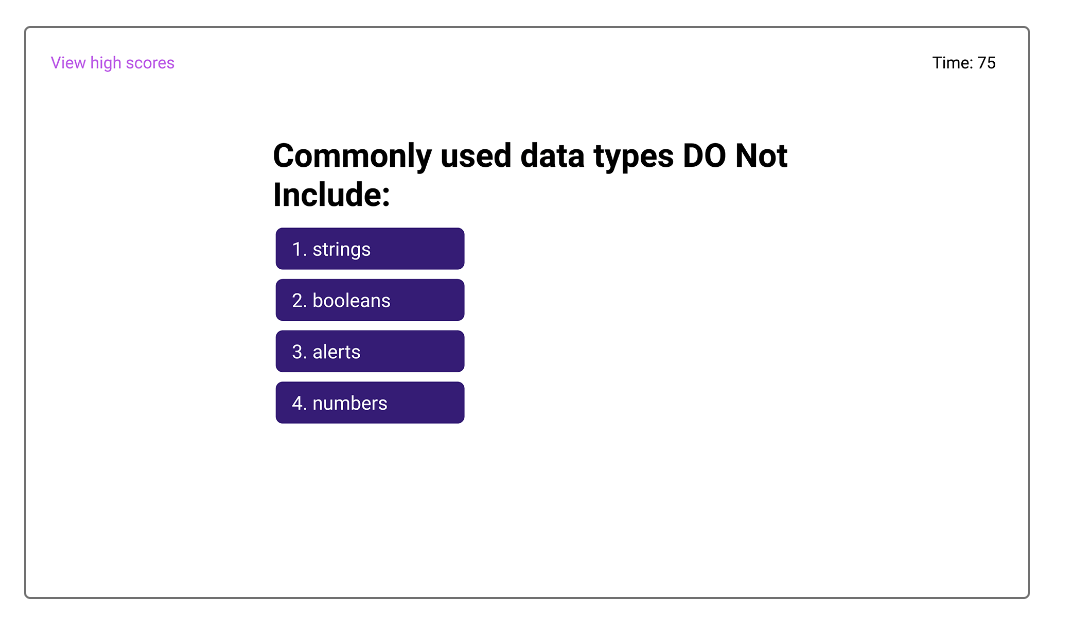 View high scores
Time: 75
Commonly used data types DO Not
Include:
1. strings
2. booleans
3. alerts
4. numbers